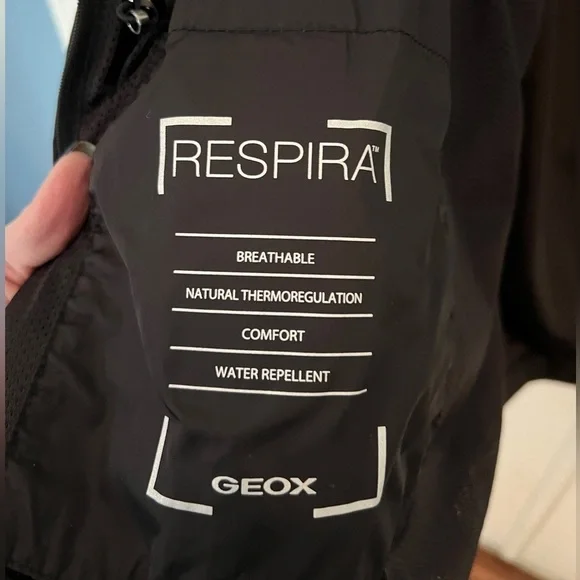 RESPIRA™
BREATHABLE
NATURAL THERMOREGULATION
COMFORT
WATER REPELLENT
GEOX